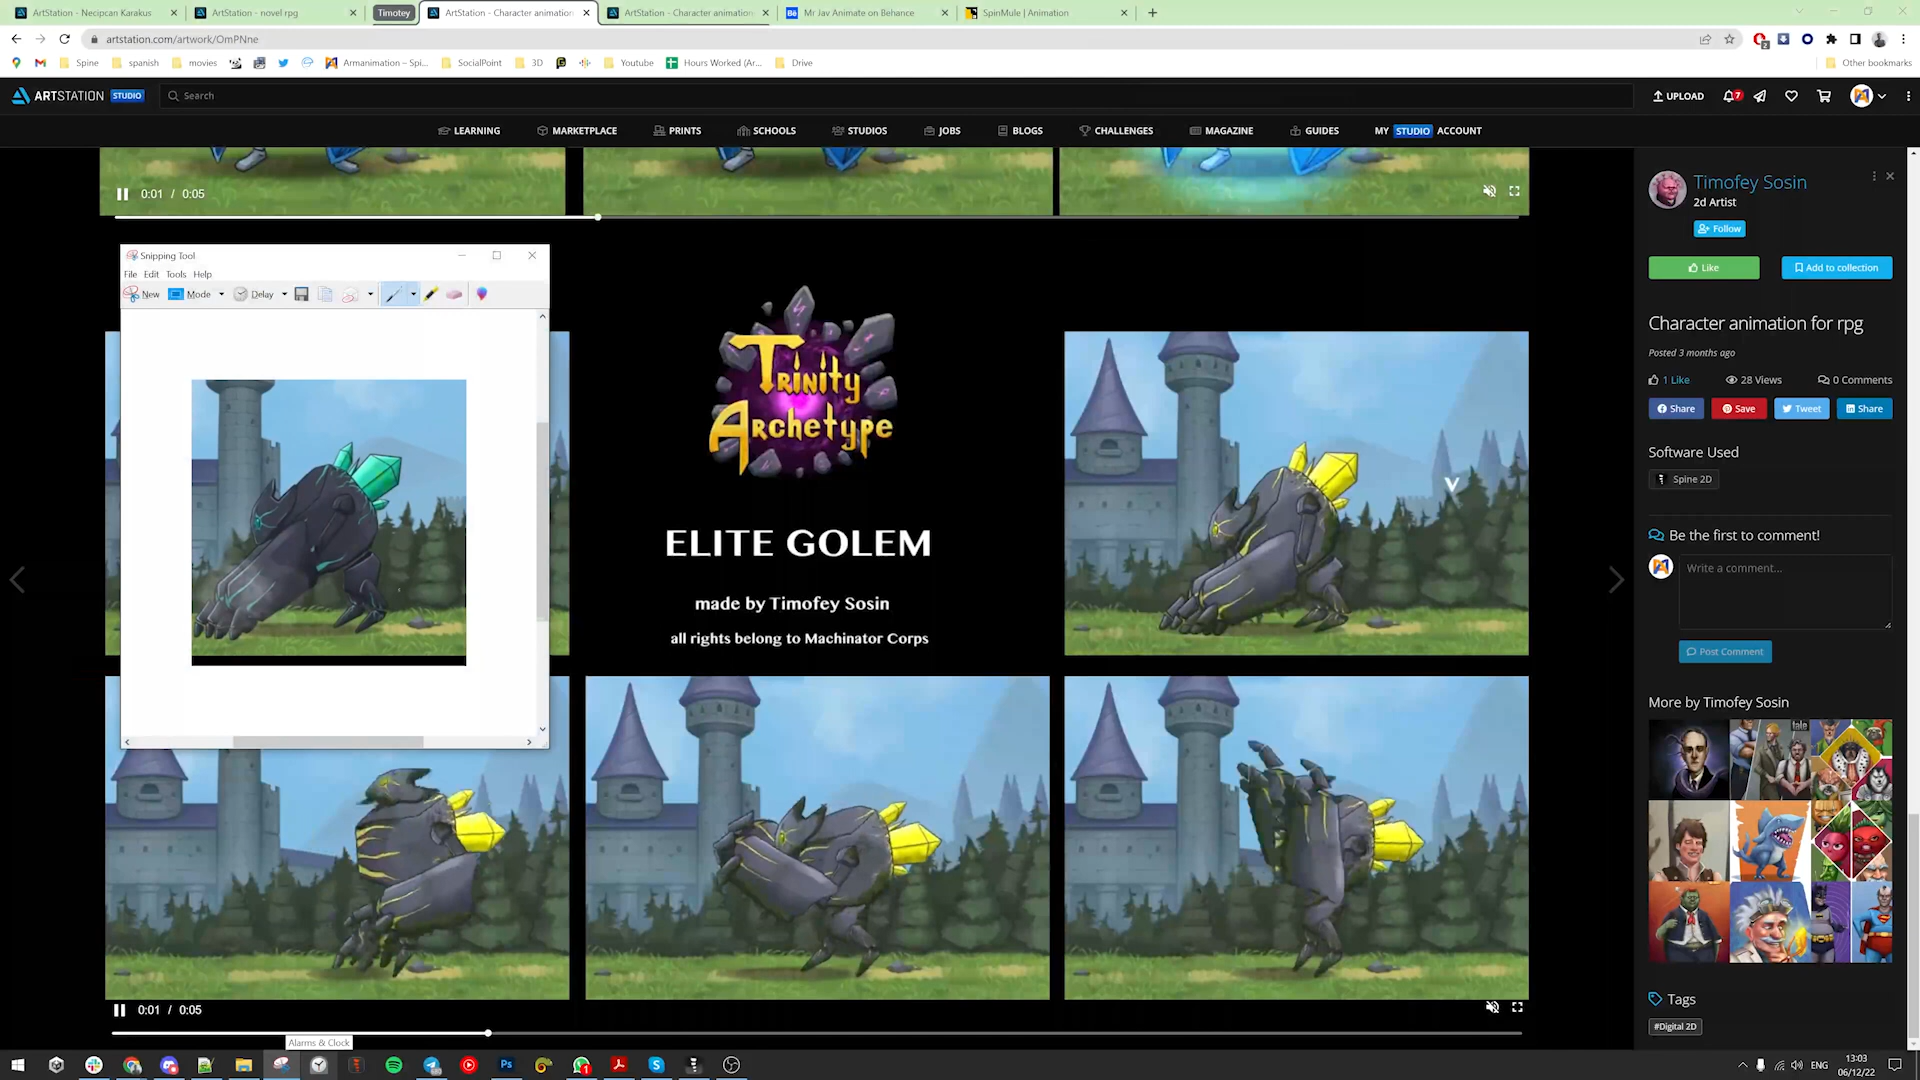 ArtStation - Necipcan Karakus
ArtStation - novel rpg
Timotey
ArtStation - Character animation
ArtStation - Character animation
Mr Jav Animate on Behance
SpinMule | Animation
artstation.com/artwork/OmPNne
Spine
spanish
movies
Armanimation – Spi...
SocialPoint
3D
Youtube
Hours Worked (Ar...
Drive
Other bookmarks
ARTSTATION STUDIO
Search
UPLOAD
7
LEARNING
MARKETPLACE
PRINTS
SCHOOLS
STUDIOS
JOBS
BLOGS
CHALLENGES
MAGAZINE
GUIDES
MY STUDIO ACCOUNT
0:01 / 0:05
Snipping Tool
File Edit Tools Help
New Mode Delay
Trinity
Archetype
ELITE GOLEM
made by Timofey Sosin
all rights belong to Machinator Corps
0:01 / 0:05
Timofey Sosin
2d Artist
Follow
Like
Add to collection
Character animation for rpg
Posted 3 months ago
1 Like
28 Views
0 Comments
Share
Save
Tweet
Share
Software Used
Spine 2D
Be the first to comment!
Write a comment...
Post Comment
More by Timofey Sosin
tale
Tags
#Digital 2D
Alarms & Clock
ENG
13:03
06/12/22